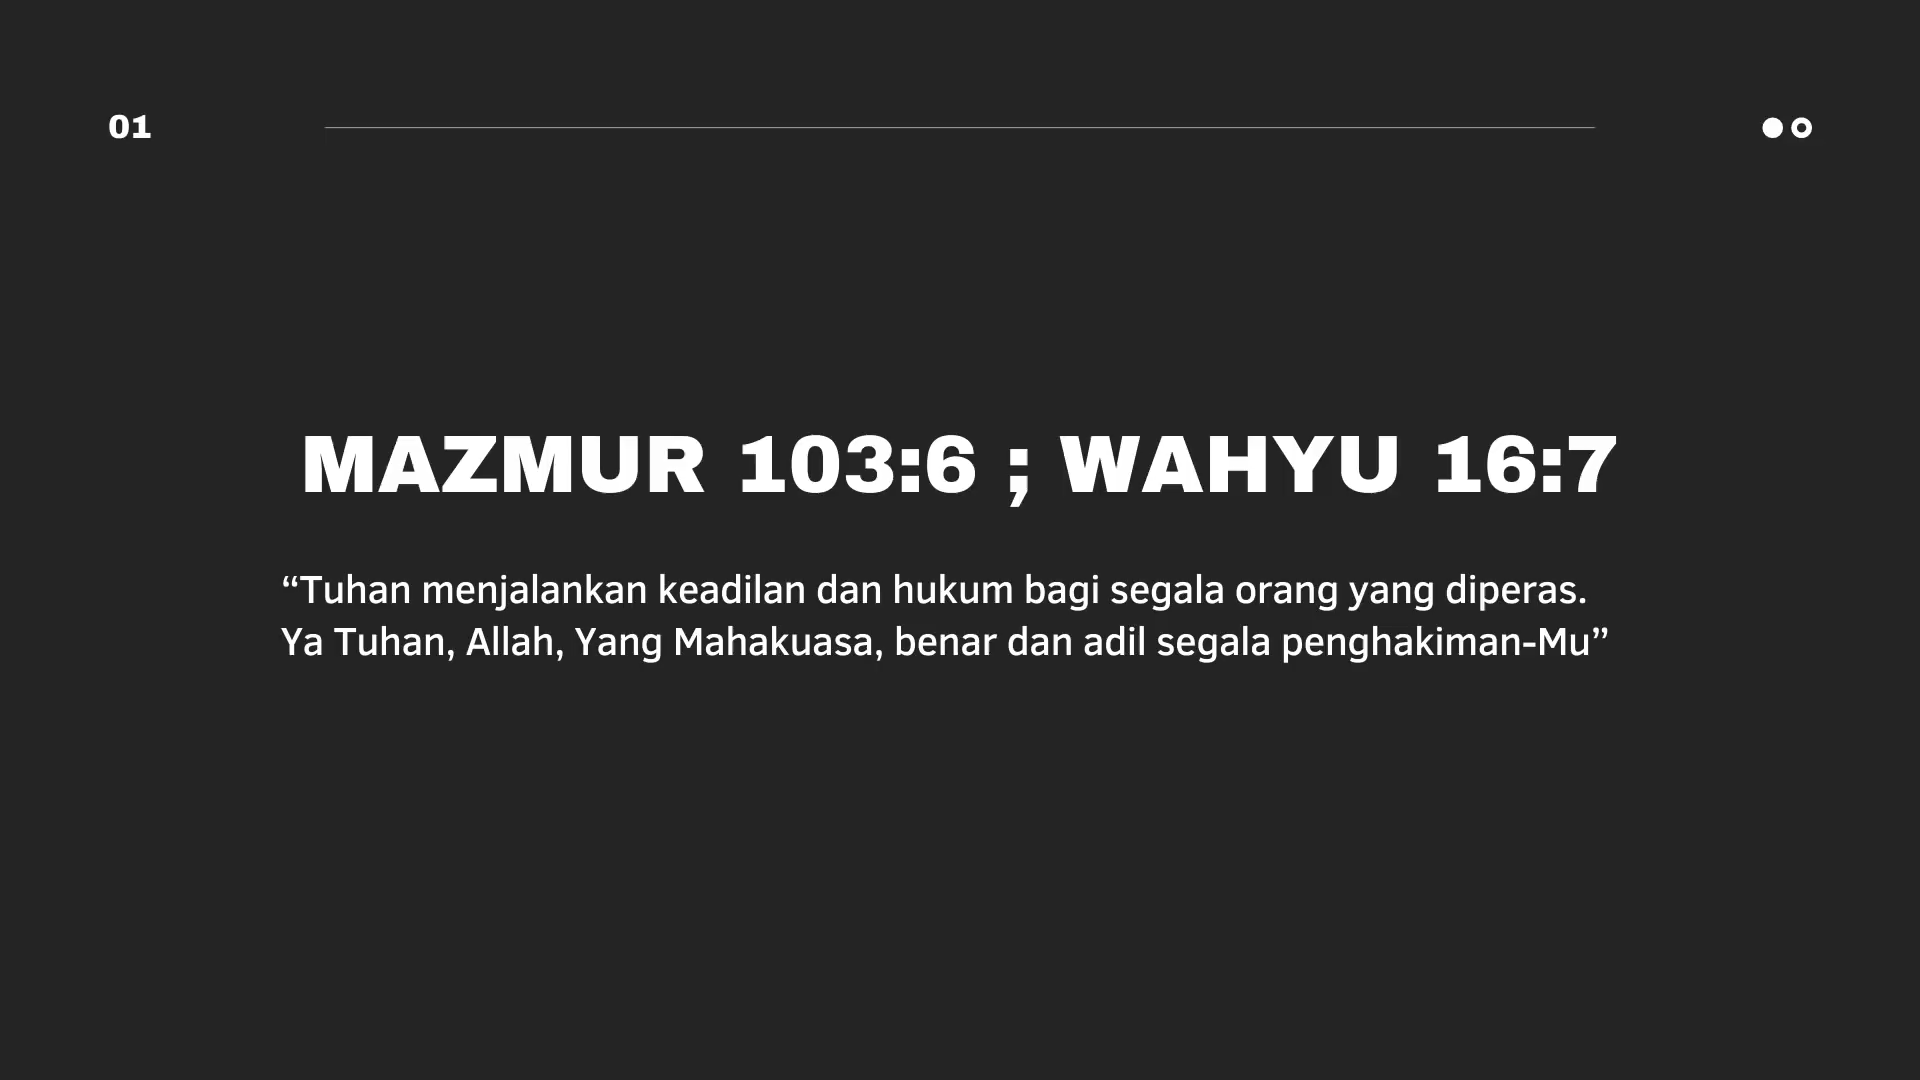 01
MAZMUR 103:6 ; WAHYU 16:7
“Tuhan menjalankan keadilan dan hukum bagi segala orang yang diperas.
Ya Tuhan, Allah, Yang Mahakuasa, benar dan adil segala penghakiman-Mu”